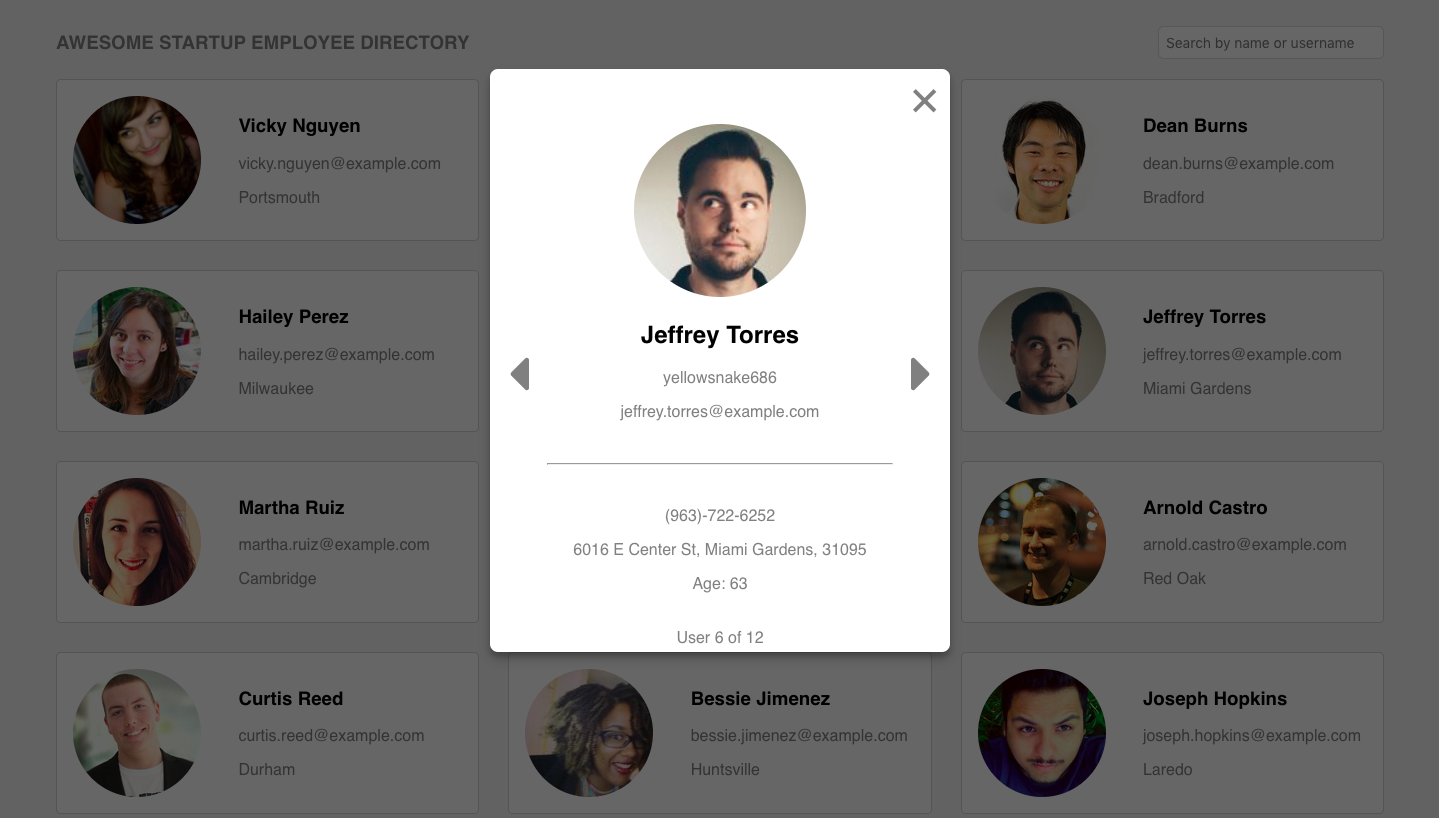 AWESOME STARTUP EMPLOYEE DIRECTORY
Search by name or username
Vicky Nguyen
vicky.nguyen@example.com
Portsmouth
Dean Burns
dean.burns@example.com
Bradford
Hailey Perez
hailey.perez@example.com
Milwaukee
Jeffrey Torres
yellowsnake686
jeffrey.torres@example.com
(963)-722-6252
6016 E Center St, Miami Gardens, 31095
Age: 63
User 6 of 12
Jeffrey Torres
jeffrey.torres@example.com
Miami Gardens
Martha Ruiz
martha.ruiz@example.com
Cambridge
Arnold Castro
arnold.castro@example.com
Red Oak
Curtis Reed
curtis.reed@example.com
Durham
Bessie Jimenez
bessie.jimenez@example.com
Huntsville
Joseph Hopkins
joseph.hopkins@example.com
Laredo